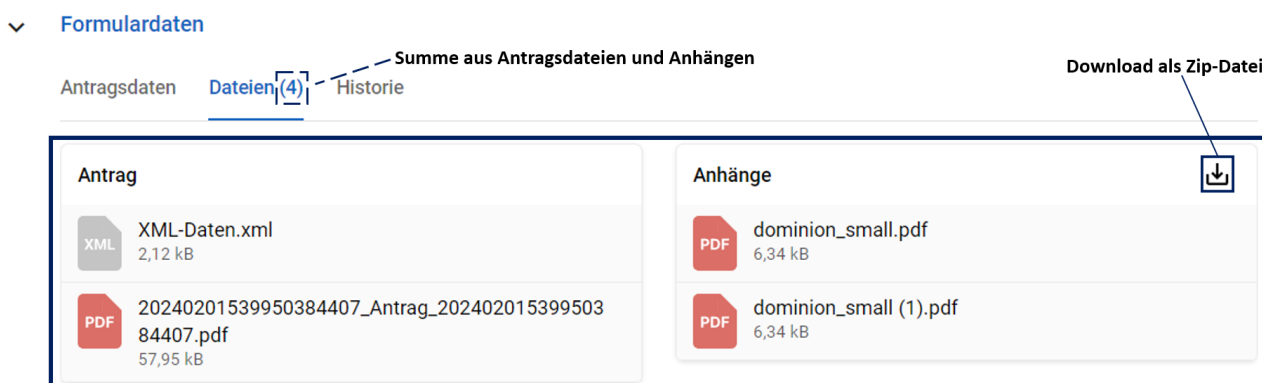 Formulardaten
Summe aus Antragsdateien und Anhängen
Download als Zip-Datei
Antragsdaten
Dateien (4)
Historie
Antrag
XML
XML-Daten.xml
2,12 kB
PDF
20240201539950384407_Antrag_202402015399503
84407.pdf
57,95 kB
Anhänge
PDF
dominion_small.pdf
6,34 kB
PDF
dominion_small (1).pdf
6,34 kB